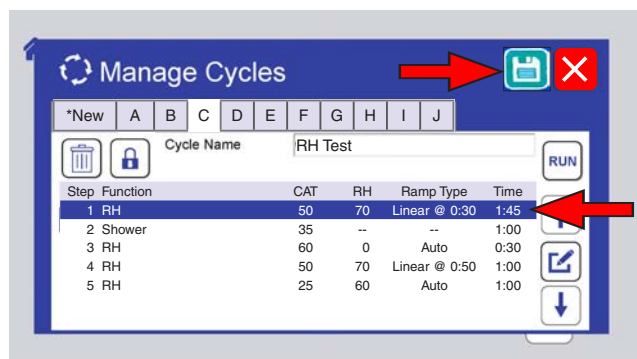 Manage Cycles
*New A B C D E F G H I J
Cycle Name RH Test RUN
Step Function CAT RH Ramp Type Time
1 RH 50 70 Linear @ 0:30 1:45
2 Shower 35 -- -- 1:00
3 RH 60 0 Auto 0:30
4 RH 50 70 Linear @ 0:50 1:00
5 RH 25 60 Auto 1:00